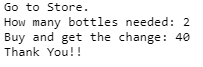 Go to Store.
How many bottles needed: 2
Buy and get the change: 40
Thank You!!